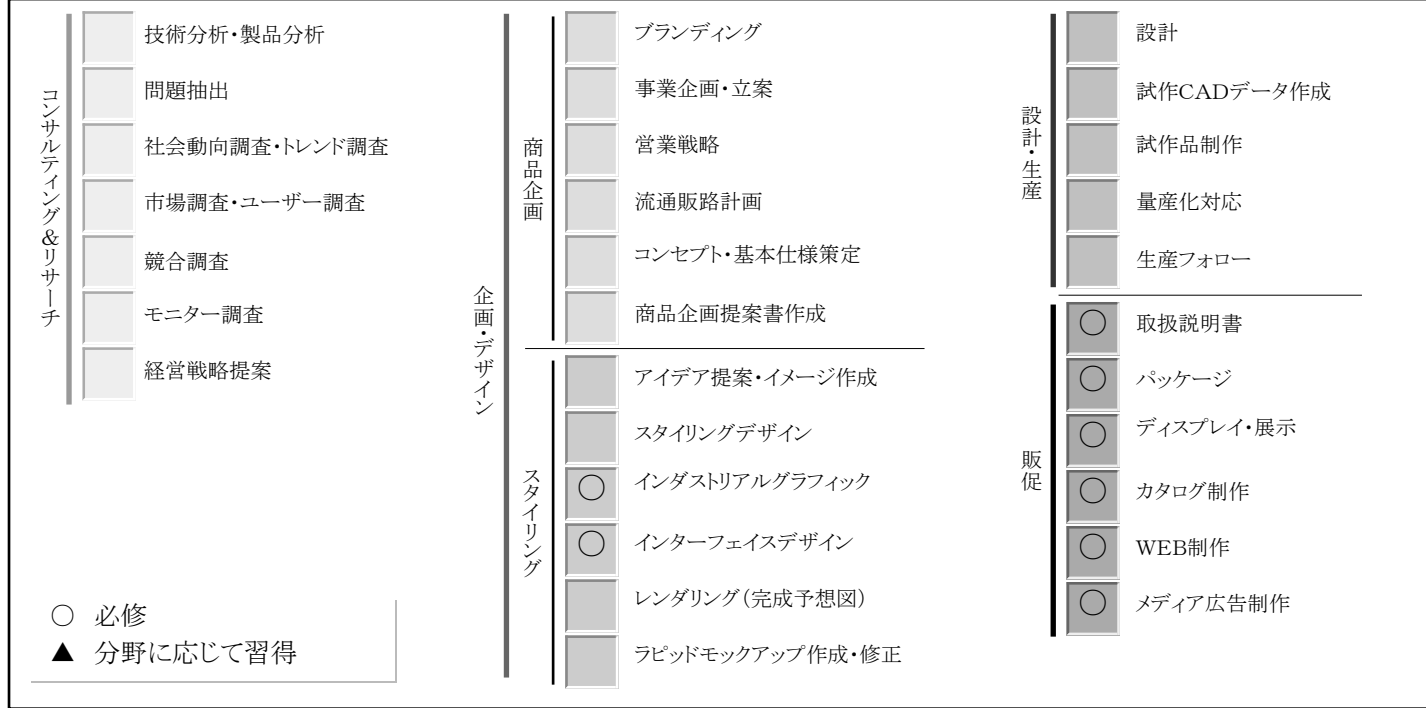 コンサルティング&リサーチ
技術分析・製品分析
問題抽出
社会動向調査・トレンド調査
市場調査・ユーザー調査
競合調査
モニター調査
経営戦略提案
企画・デザイン
商品企画
ブランディング
事業企画・立案
営業戦略
流通販路計画
コンセプト・基本仕様策定
商品企画提案書作成
スタイリング
アイデア提案・イメージ作成
スタイリングデザイン
○ インダストリアルグラフィック
○ インターフェイスデザイン
レンダリング(完成予想図)
ラピッドモックアップ作成・修正
設計・生産
設計
試作CADデータ作成
試作品制作
量産化対応
生産フォロー
販促
○ 取扱説明書
○ パッケージ
○ ディスプレイ・展示
○ カタログ制作
○ WEB制作
○ メディア広告制作
○ 必修
▲ 分野に応じて習得